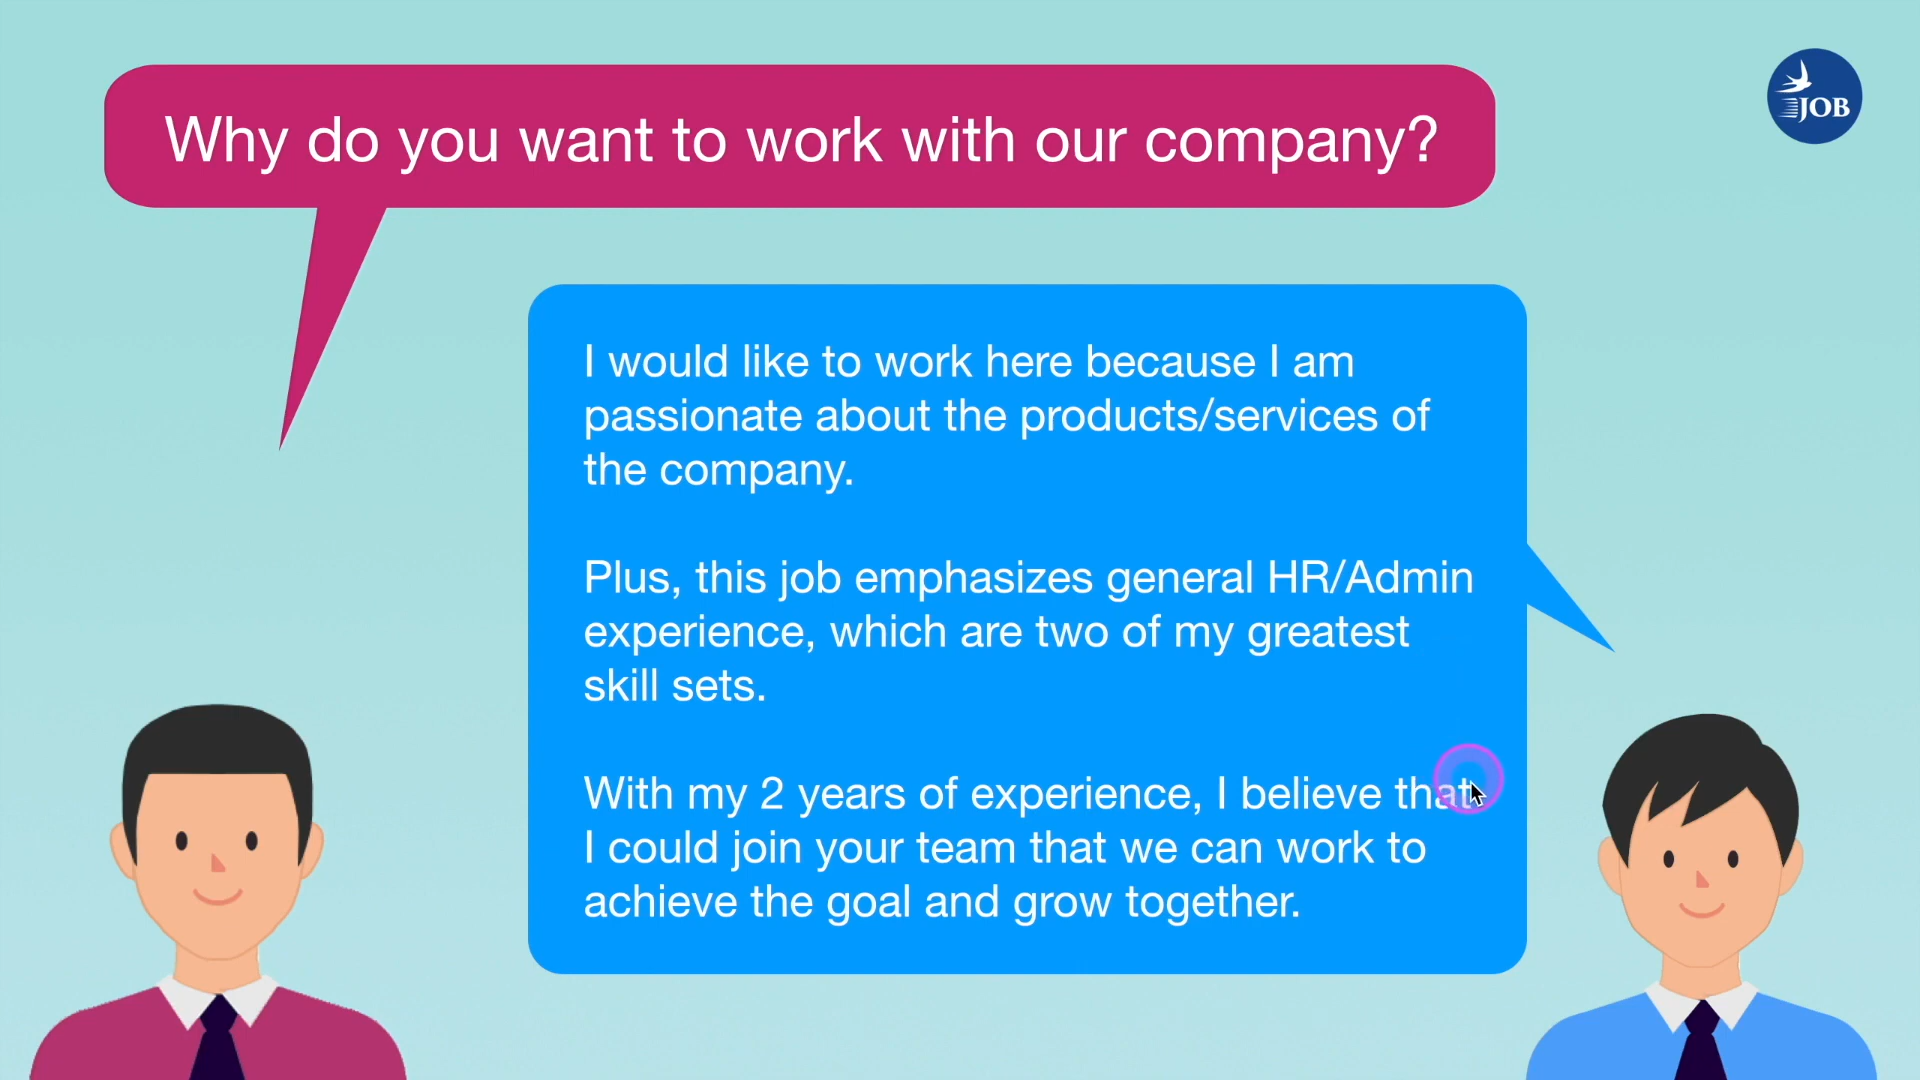 JOB
Why do you want to work with our company?
I would like to work here because I am
passionate about the products/services of
the company.
Plus, this job emphasizes general HR/Admin
experience, which are two of my greatest
skill sets.
With my 2 years of experience, I believe that
I could join your team that we can work to
achieve the goal and grow together.